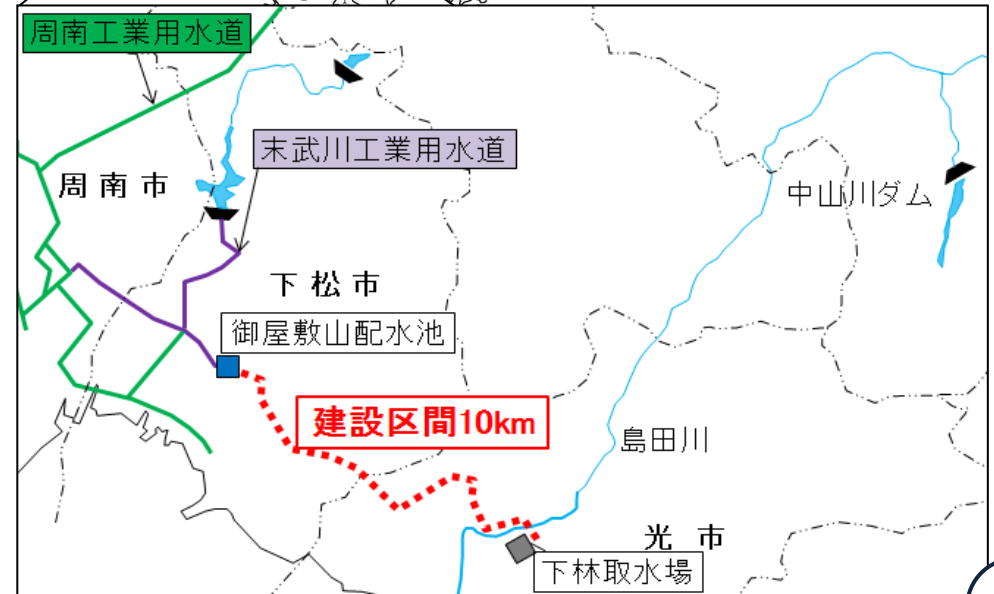 周南工業用水道
末武川工業用水道
周南市
中山川ダム
下松市
御屋敷山配水池
建設区間10km
島田川
光市
下林取水場